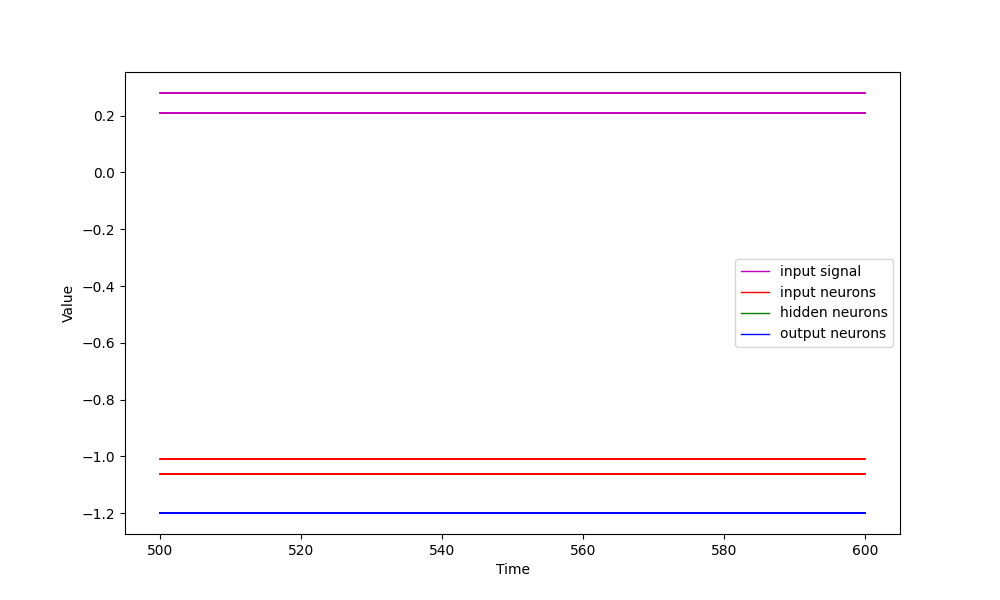 0.2
0.0
−0.2
−0.4
−0.6
−0.8
−1.0
−1.2
Value
input signal
input neurons
hidden neurons
output neurons
500 520 540 560 580 600
Time